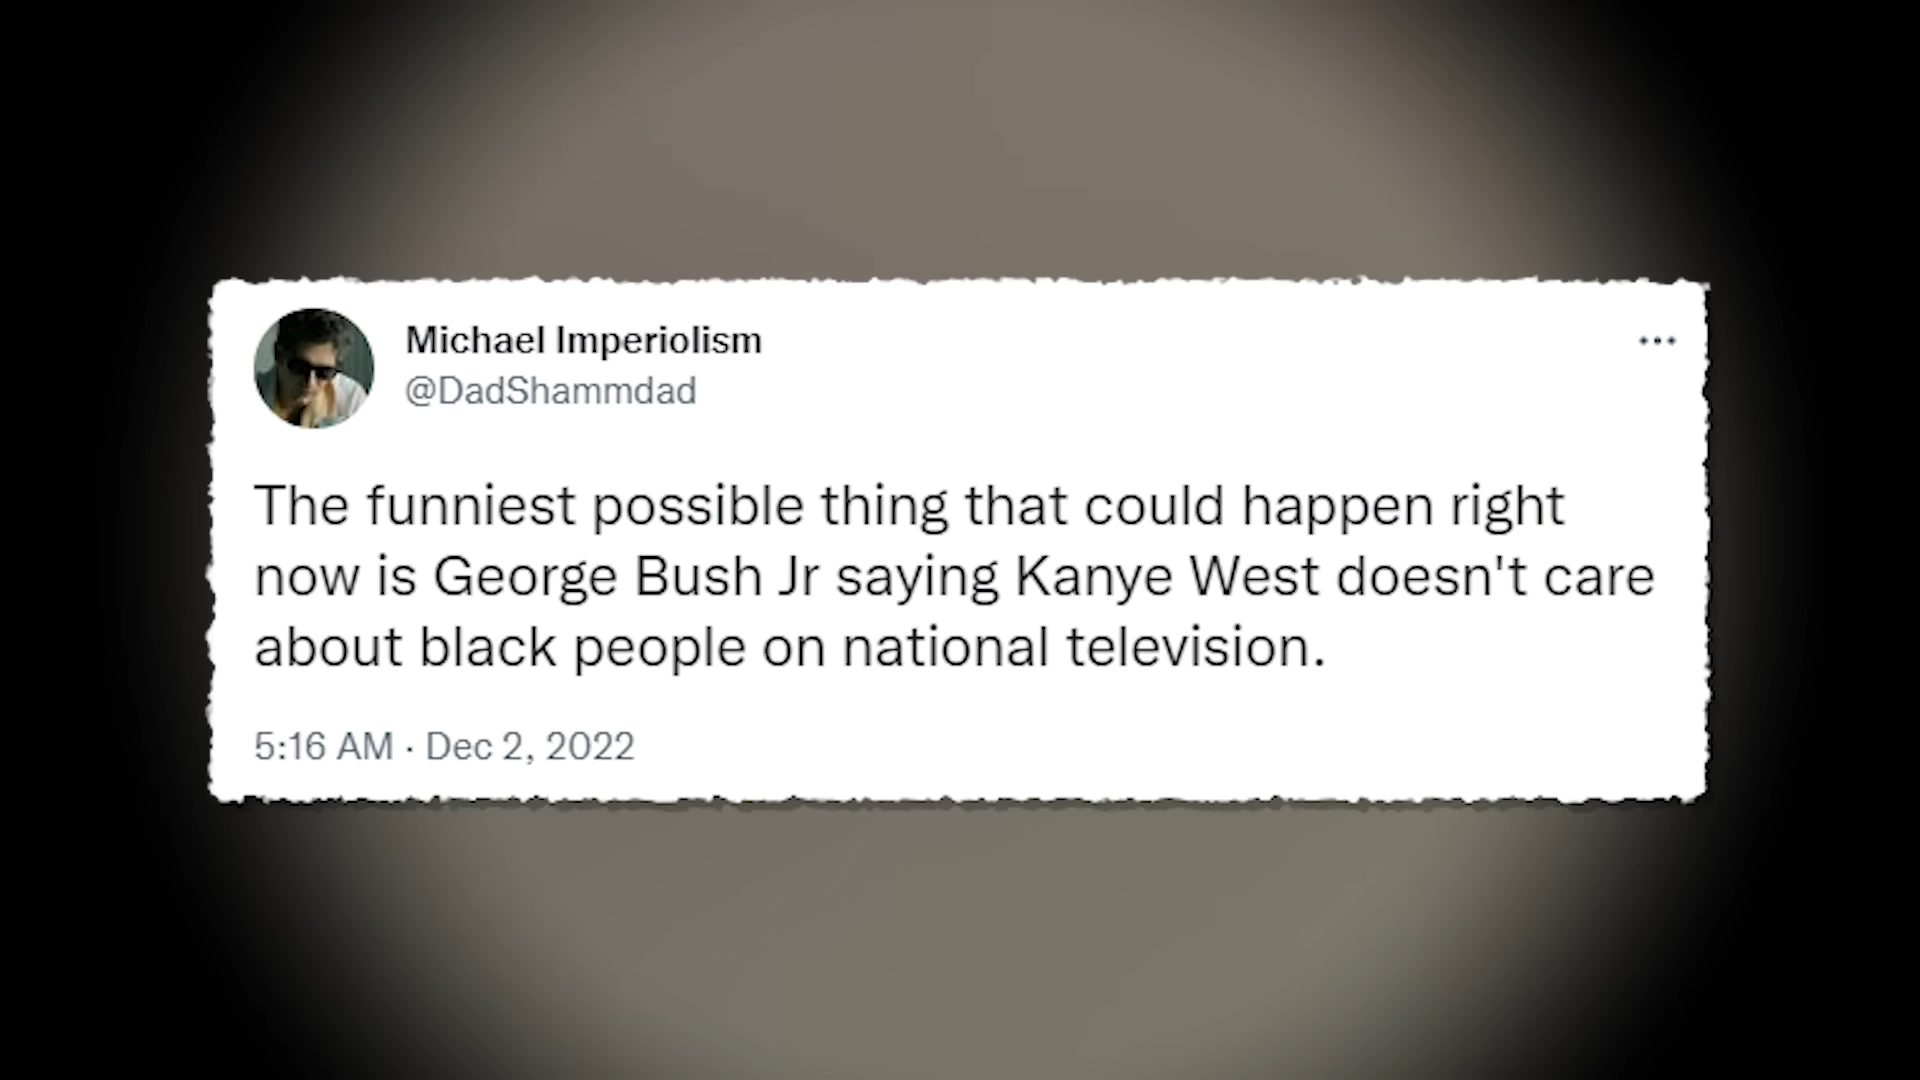 Michael Imperiolism
@DadShammdad
The funniest possible thing that could happen right
now is George Bush Jr saying Kanye West doesn't care
about black people on national television.
5:16 AM · Dec 2, 2022